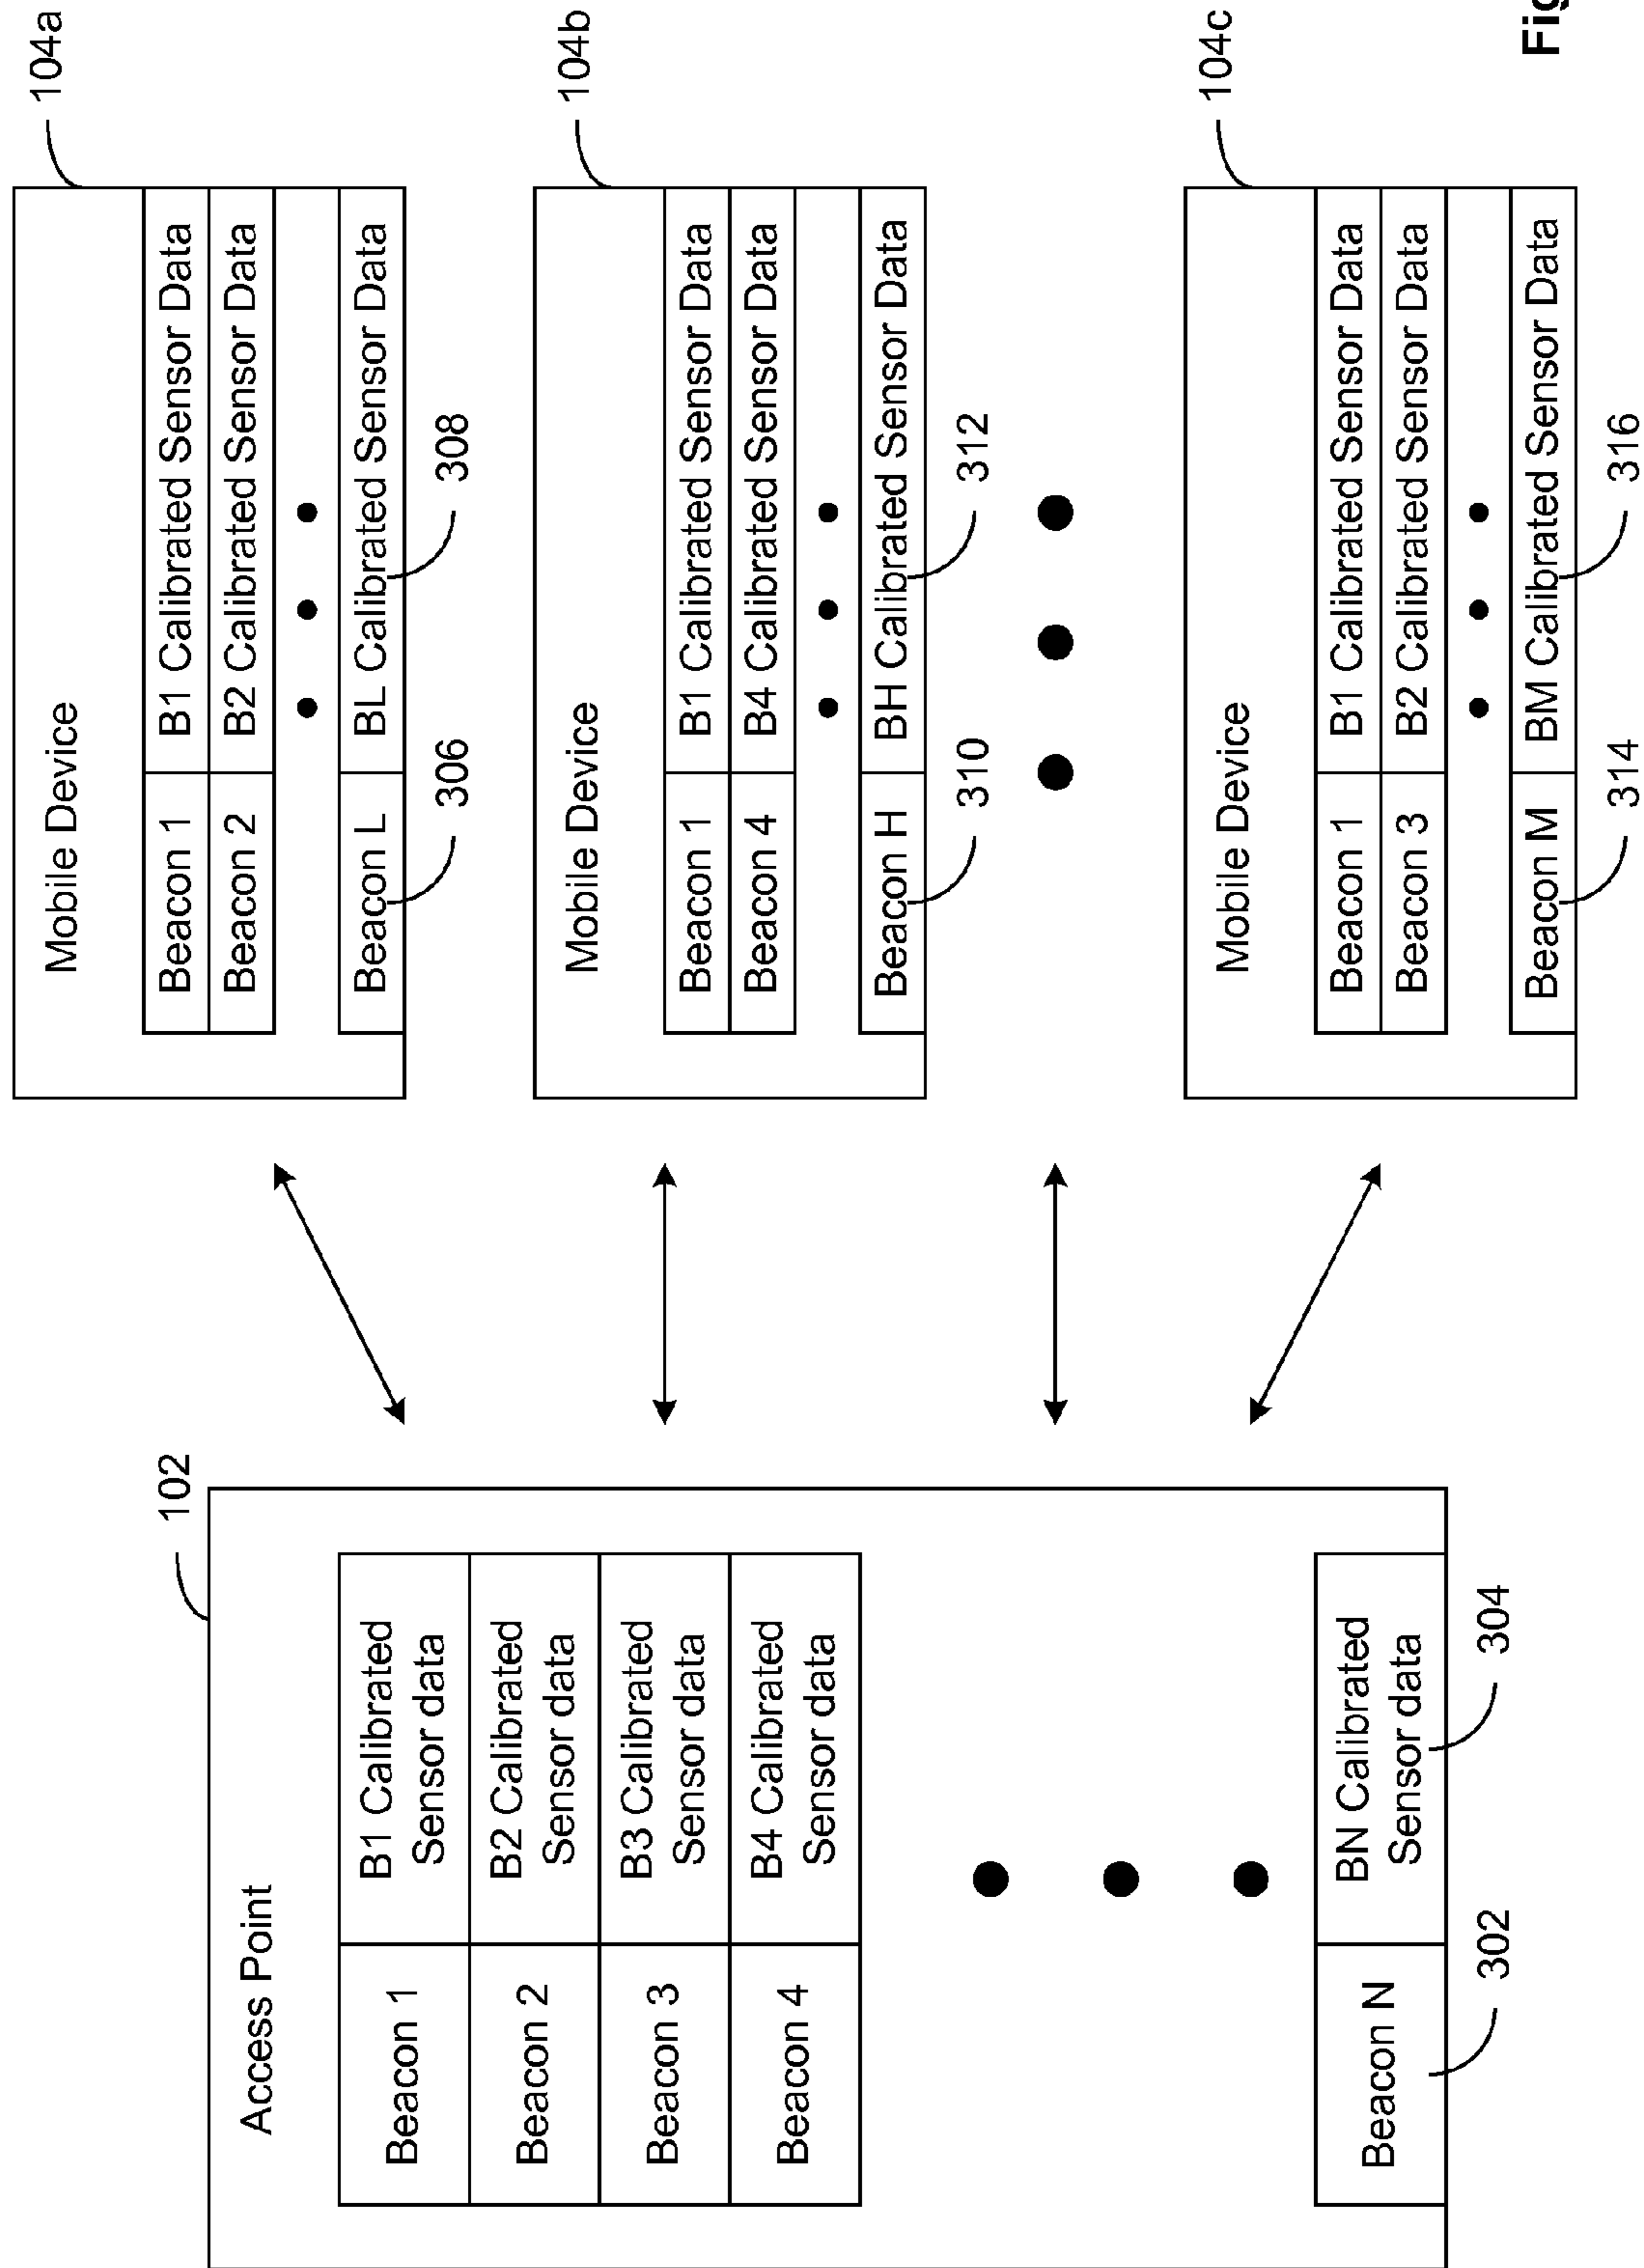 Access Point
102
Beacon 1
B1 Calibrated
Sensor data
Beacon 2
B2 Calibrated
Sensor data
Beacon 3
B3 Calibrated
Sensor data
Beacon 4
B4 Calibrated
Sensor data
Beacon N
BN Calibrated
Sensor data
302
304
104a
Mobile Device
Beacon 1
B1 Calibrated Sensor Data
Beacon 2
B2 Calibrated Sensor Data
Beacon L
BL Calibrated Sensor Data
306
308
104b
Mobile Device
Beacon 1
B1 Calibrated Sensor Data
Beacon 4
B4 Calibrated Sensor Data
Beacon H
BH Calibrated Sensor Data
310
312
104c
Mobile Device
Beacon 1
B1 Calibrated Sensor Data
Beacon 3
B2 Calibrated Sensor Data
Beacon M
BM Calibrated Sensor Data
314
316